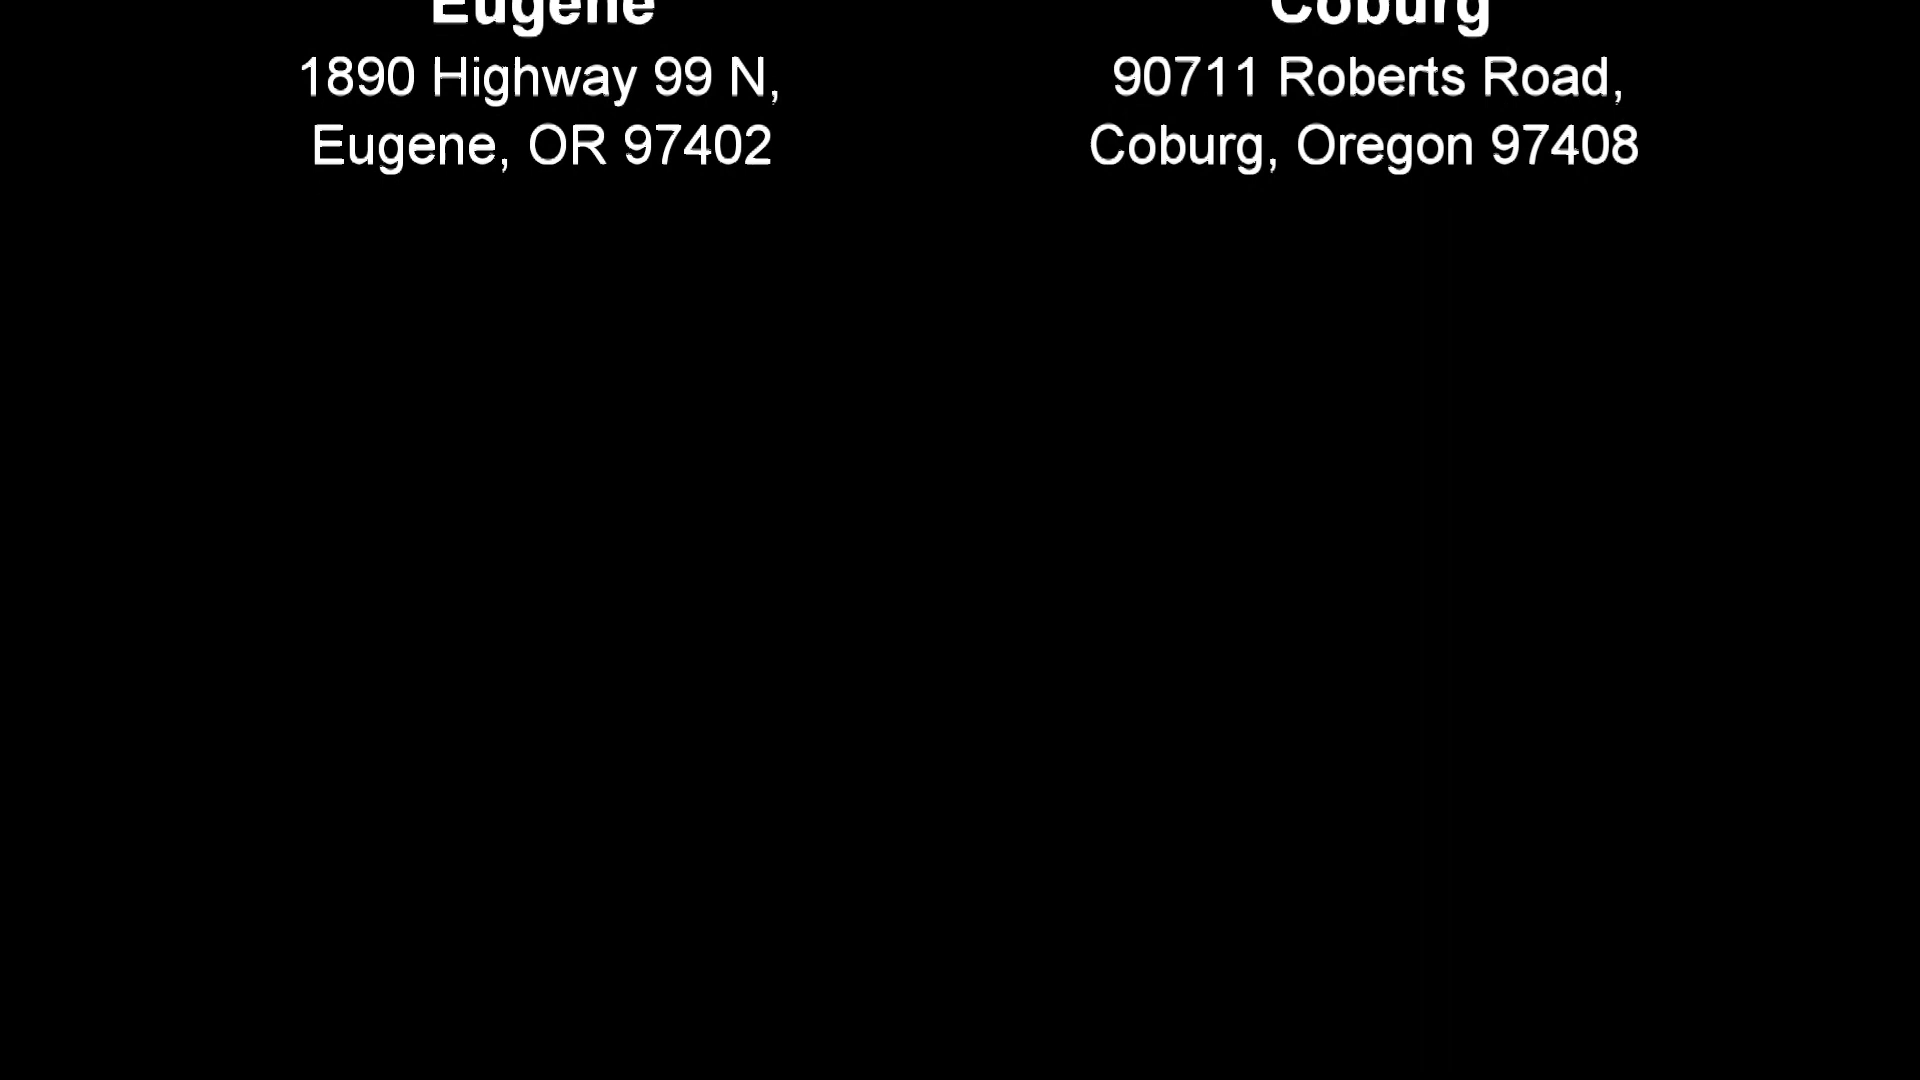 Eugene
1890 Highway 99 N,
Eugene, OR 97402
Coburg
90711 Roberts Road,
Coburg, Oregon 97408